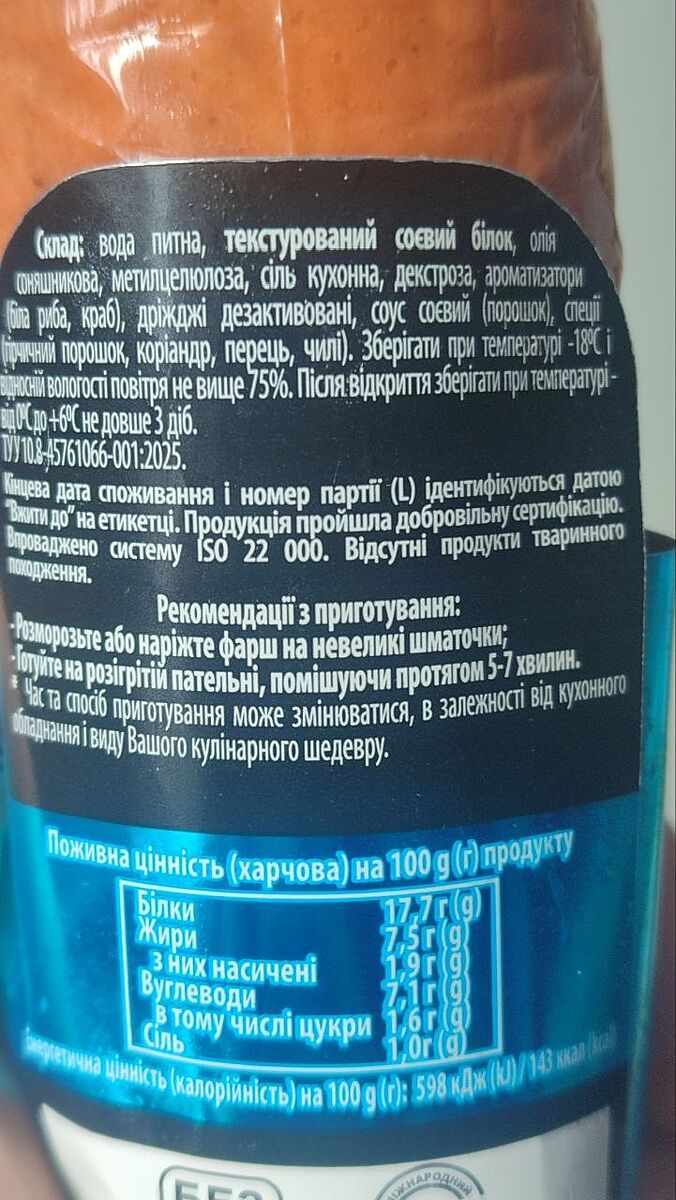 Склад: вода питна, текстурований соєвий білок, олія
соняшникова, метилцелюлоза, сіль кухонна, декстроза, ароматизатори
(біла риба, краб), дріжджі дезактивовані, соус соєвий (порошок), спеції
(гірчичний порошок, коріандр, перець, чилі). Зберігати при температурі -18°С і
відносній вологості повітря не вище 75%. Після відкриття зберігати при температурі -
від 0°С до +6°С не довше 3 діб.
ТУ У 10.8-45761066-001:2025.
Кінцева дата споживання і номер партії (L) ідентифікуються датою
"Вжити до" на етикетці. Продукція пройшла добровільну сертифікацію.
Впроваджено систему ISO 22 000. Відсутні продукти тваринного
походження.
Рекомендації з приготування:
- Розморозьте або наріжте фарш на невеликі шматочки;
- Готуйте на розігрітій пательні, помішуючи протягом 5-7 хвилин.
* Час та спосіб приготування може змінюватися, в залежності від кухонного
обладнання і виду Вашого кулінарного шедевру.
Поживна цінність (харчова) на 100 g (г) продукту
Білки 17,7 г (g)
Жири 7,5 г (g)
з них насичені 1,9 г (g)
Вуглеводи 7,1 г (g)
в тому числі цукри 1,6 г (g)
Сіль 1,0г (g)
Енергетична цінність (калорійність) на 100 g (г): 598 кДж (kJ) / 143 ккал (kcal)
БЕЗ